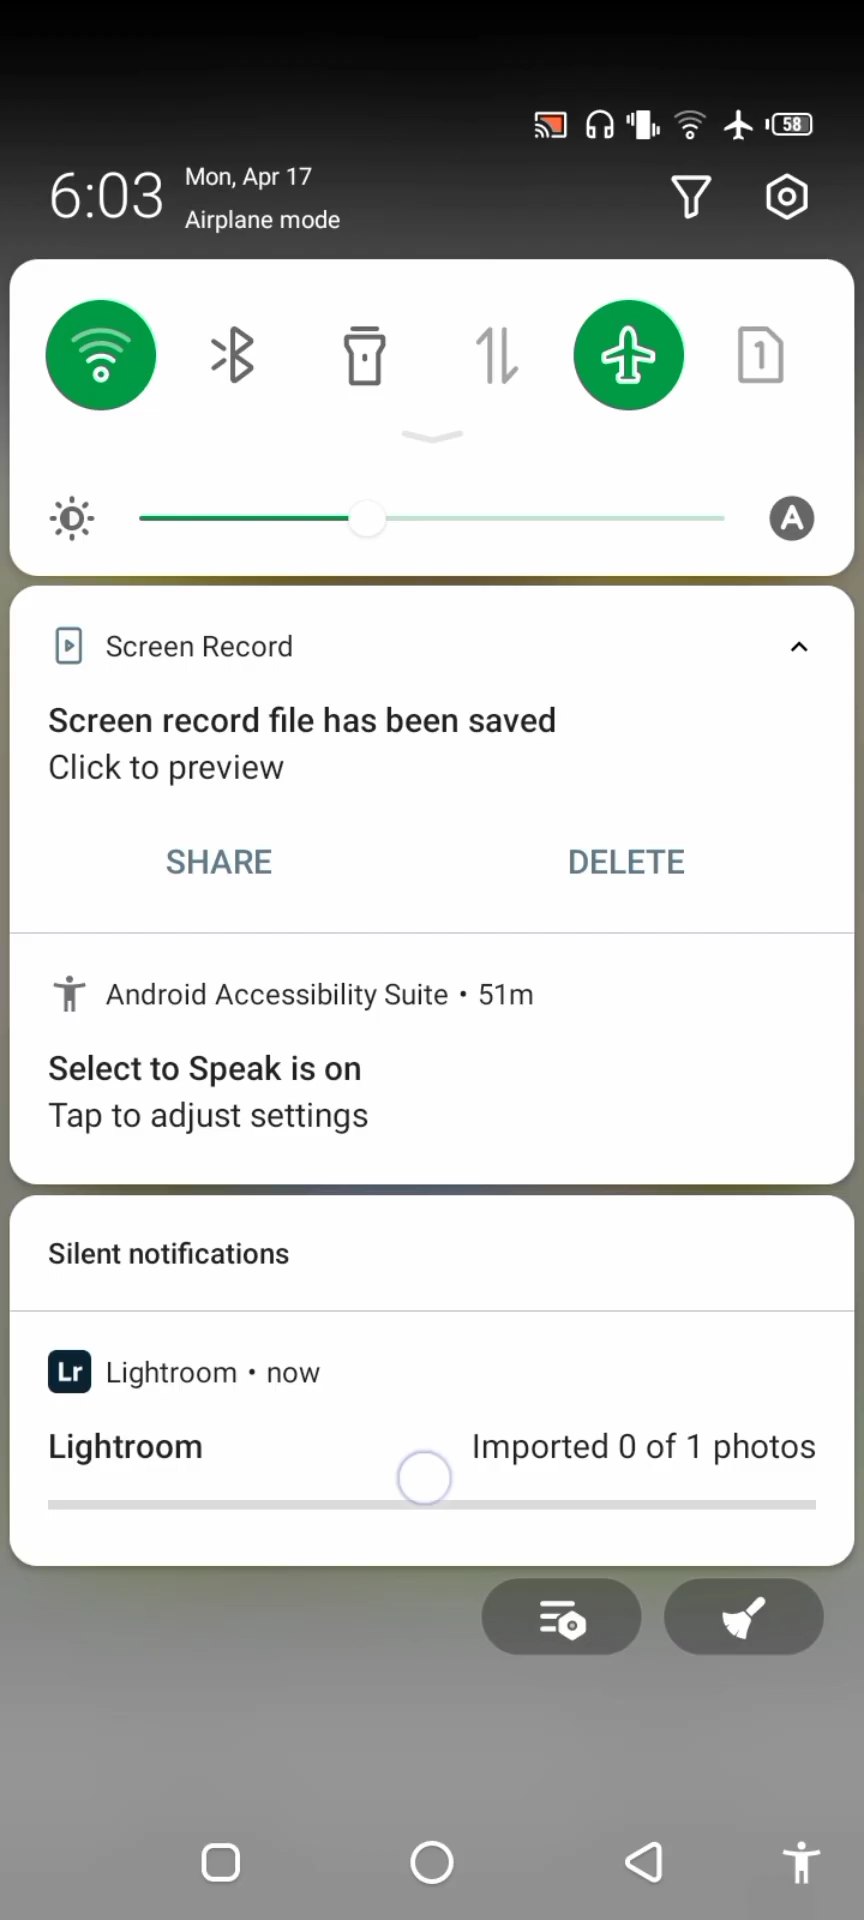 58
6:03
Mon, Apr 17
Airplane mode
1
A
Screen Record
Screen record file has been saved
Click to preview
SHARE DELETE
Android Accessibility Suite • 51m
Select to Speak is on
Tap to adjust settings
Silent notifications
Lr Lightroom • now
Lightroom Imported 0 of 1 photos